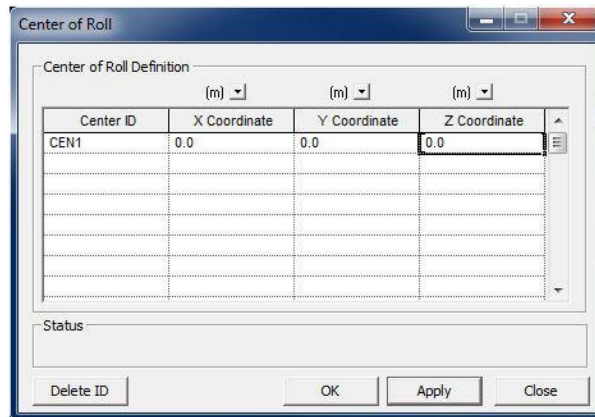 Center of Roll
Center of Roll Definition
(m) (m) (m)
Center ID X Coordinate Y Coordinate Z Coordinate
CEN1 0.0 0.0 0.0
Status
Delete ID OK Apply Close